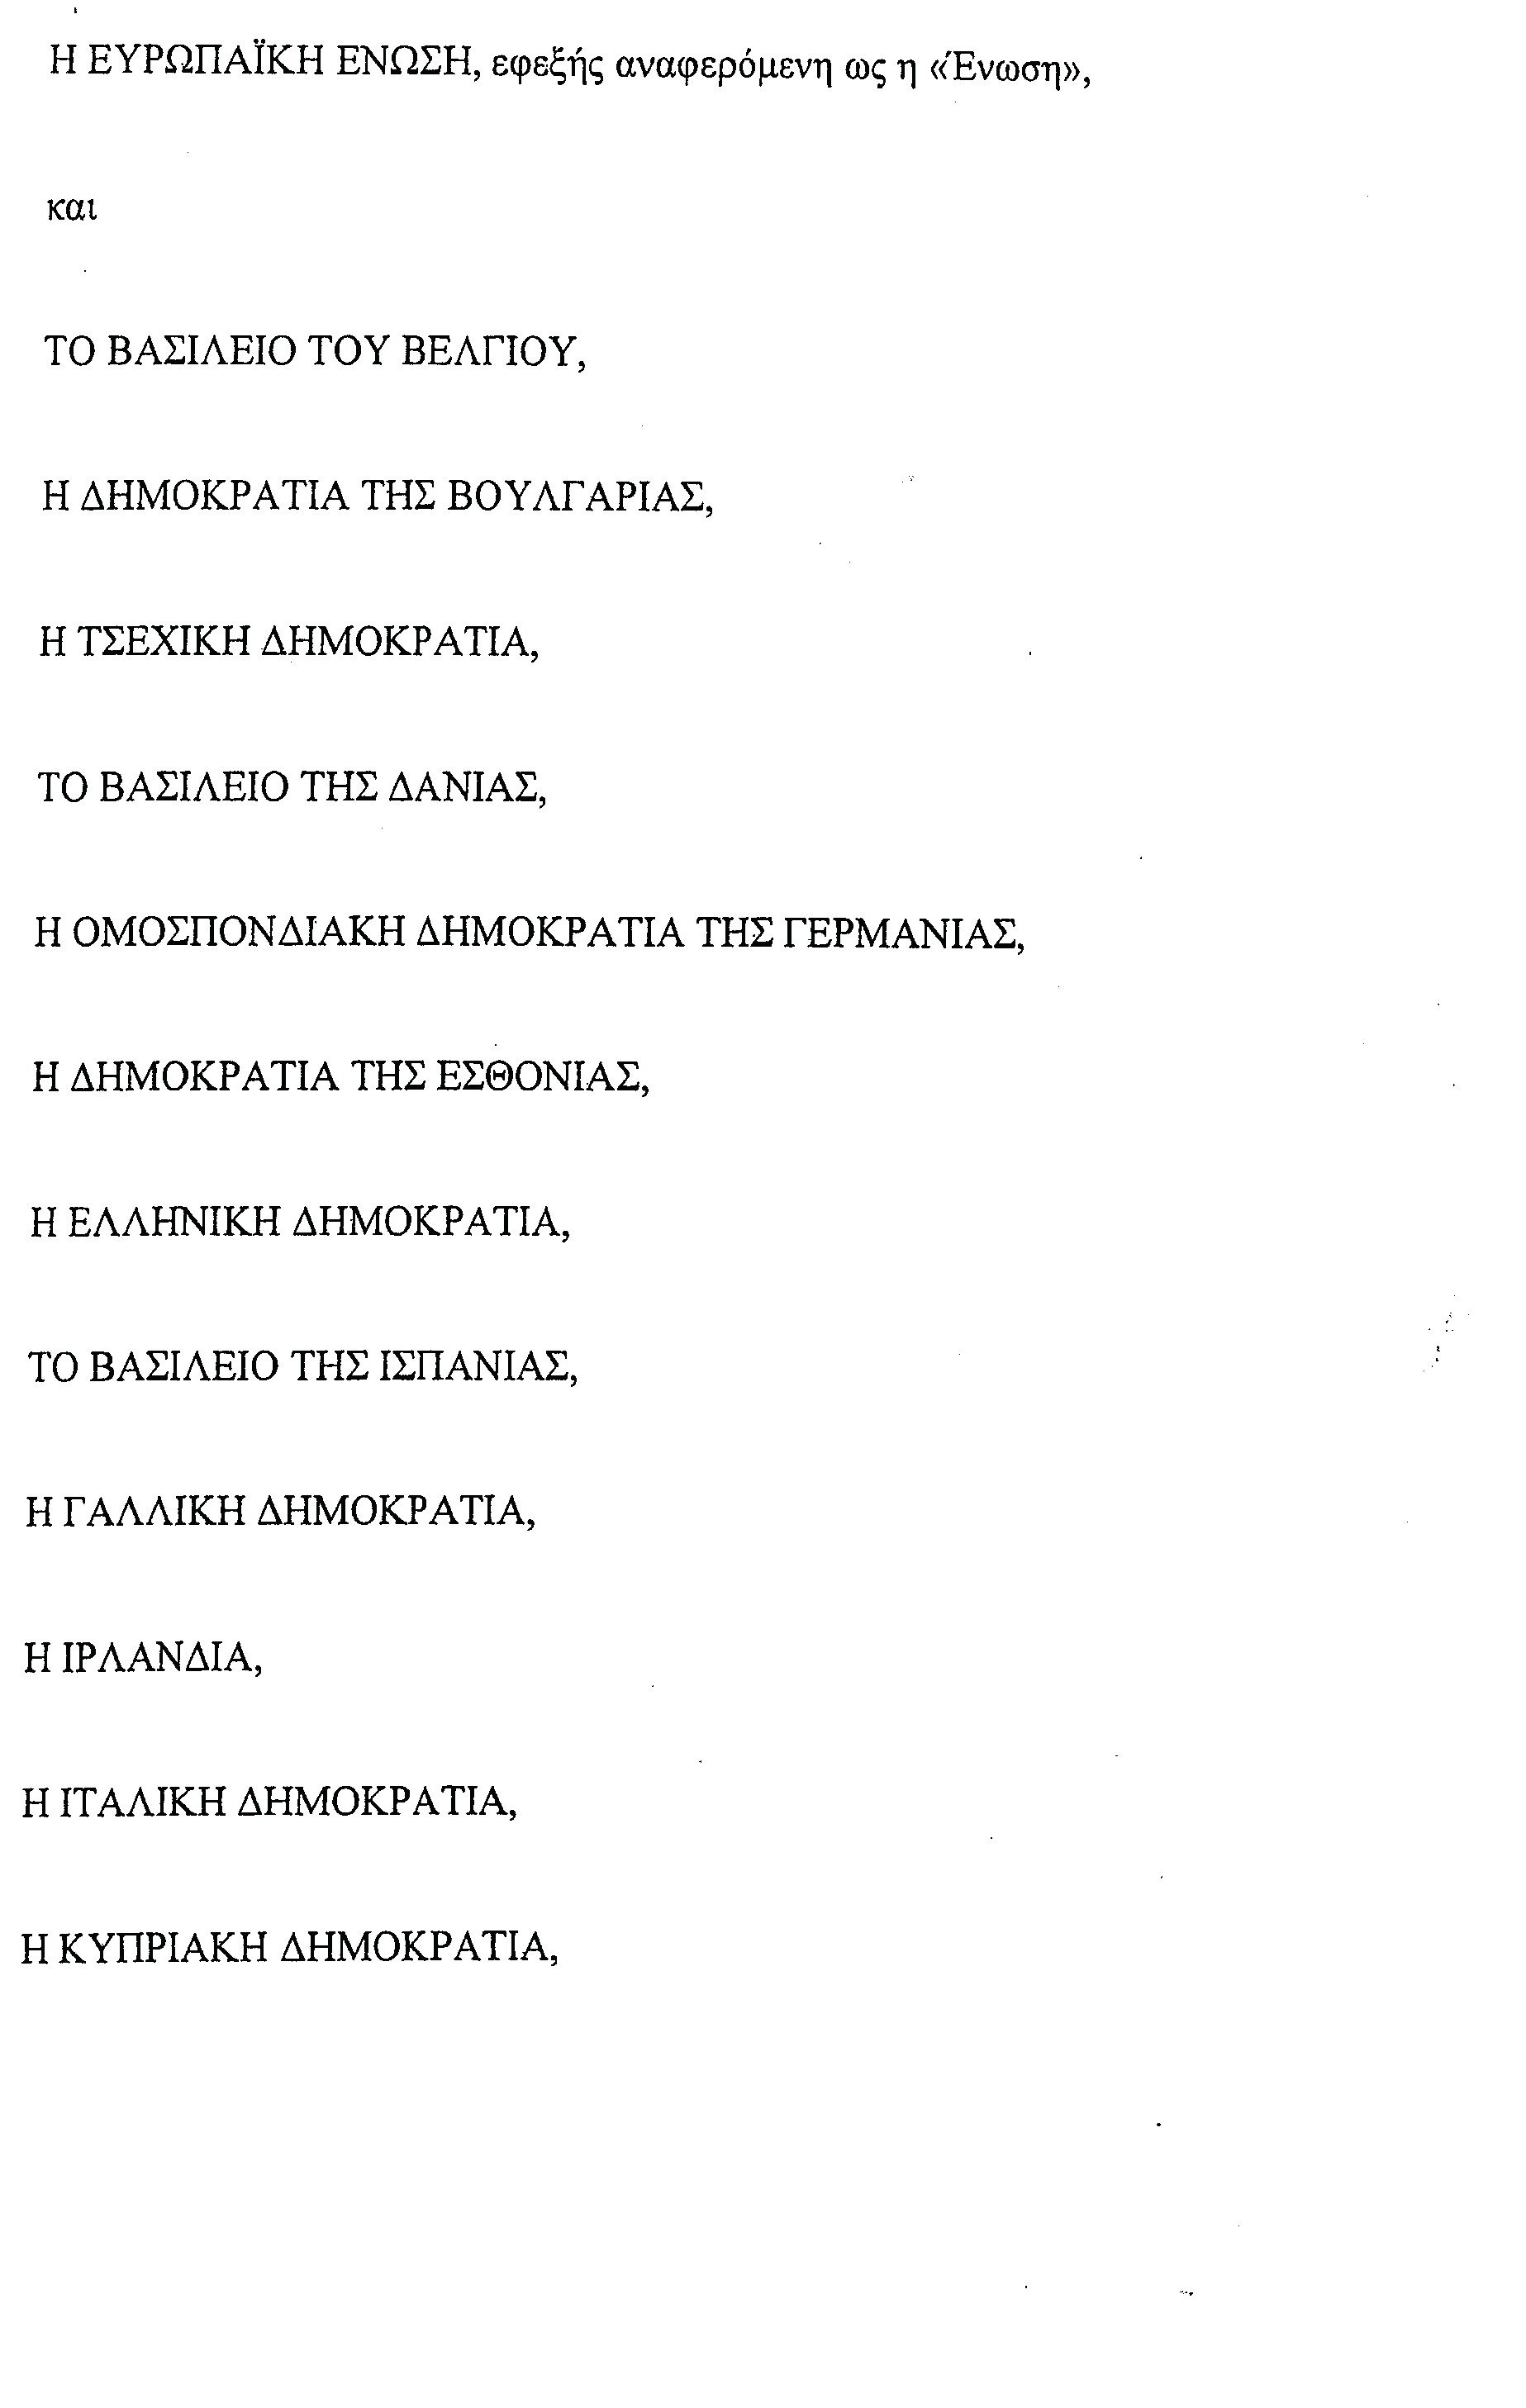 Η ΕΥΡΩΠΑΪΚΗ ΕΝΩΣΗ, εφεξής αναφερόμενη ως η «Ένωση»,
και
ΤΟ ΒΑΣΙΛΕΙΟ ΤΟΥ ΒΕΛΓΙΟΥ,
Η ΔΗΜΟΚΡΑΤΙΑ ΤΗΣ ΒΟΥΛΓΑΡΙΑΣ,
Η ΤΣΕΧΙΚΗ ΔΗΜΟΚΡΑΤΙΑ,
ΤΟ ΒΑΣΙΛΕΙΟ ΤΗΣ ΔΑΝΙΑΣ,
Η ΟΜΟΣΠΟΝΔΙΑΚΗ ΔΗΜΟΚΡΑΤΙΑ ΤΗΣ ΓΕΡΜΑΝΙΑΣ,
Η ΔΗΜΟΚΡΑΤΙΑ ΤΗΣ ΕΣΘΟΝΙΑΣ,
Η ΕΛΛΗΝΙΚΗ ΔΗΜΟΚΡΑΤΙΑ,
ΤΟ ΒΑΣΙΛΕΙΟ ΤΗΣ ΙΣΠΑΝΙΑΣ,
Η ΓΑΛΛΙΚΗ ΔΗΜΟΚΡΑΤΙΑ,
Η ΙΡΛΑΝΔΙΑ,
Η ΙΤΑΛΙΚΗ ΔΗΜΟΚΡΑΤΙΑ,
Η ΚΥΠΡΙΑΚΗ ΔΗΜΟΚΡΑΤΙΑ,